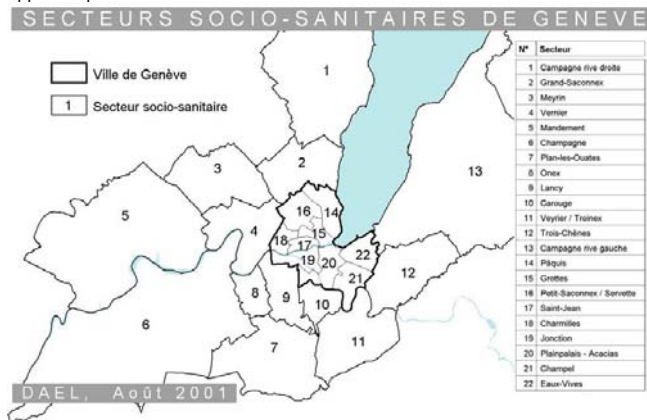 SECTEURS SOCIO-SANITAIRES DE GENEVE
Ville de Genève
1 Secteur socio-sanitaire
N° Secteur
1 Campagne rive droite
2 Grand-Saconnex
3 Meyrin
4 Vernier
5 Mandement
6 Champagne
7 Plan-les-Ouates
8 Onex
9 Lancy
10 Carouge
11 Veyrier / Troinex
12 Trois-Chênes
13 Campagne rive gauche
14 Pâquis
15 Grottes
16 Petit-Saconnex / Servette
17 Saint-Jean
18 Charmilles
19 Jonction
20 Plainpalais - Acacias
21 Champel
22 Eaux-Vives
1
2
3
13
16 14
5
4
15
18 17
22
19 20
12
21
8
9
10
6
11
7
DAEL, Août 2001